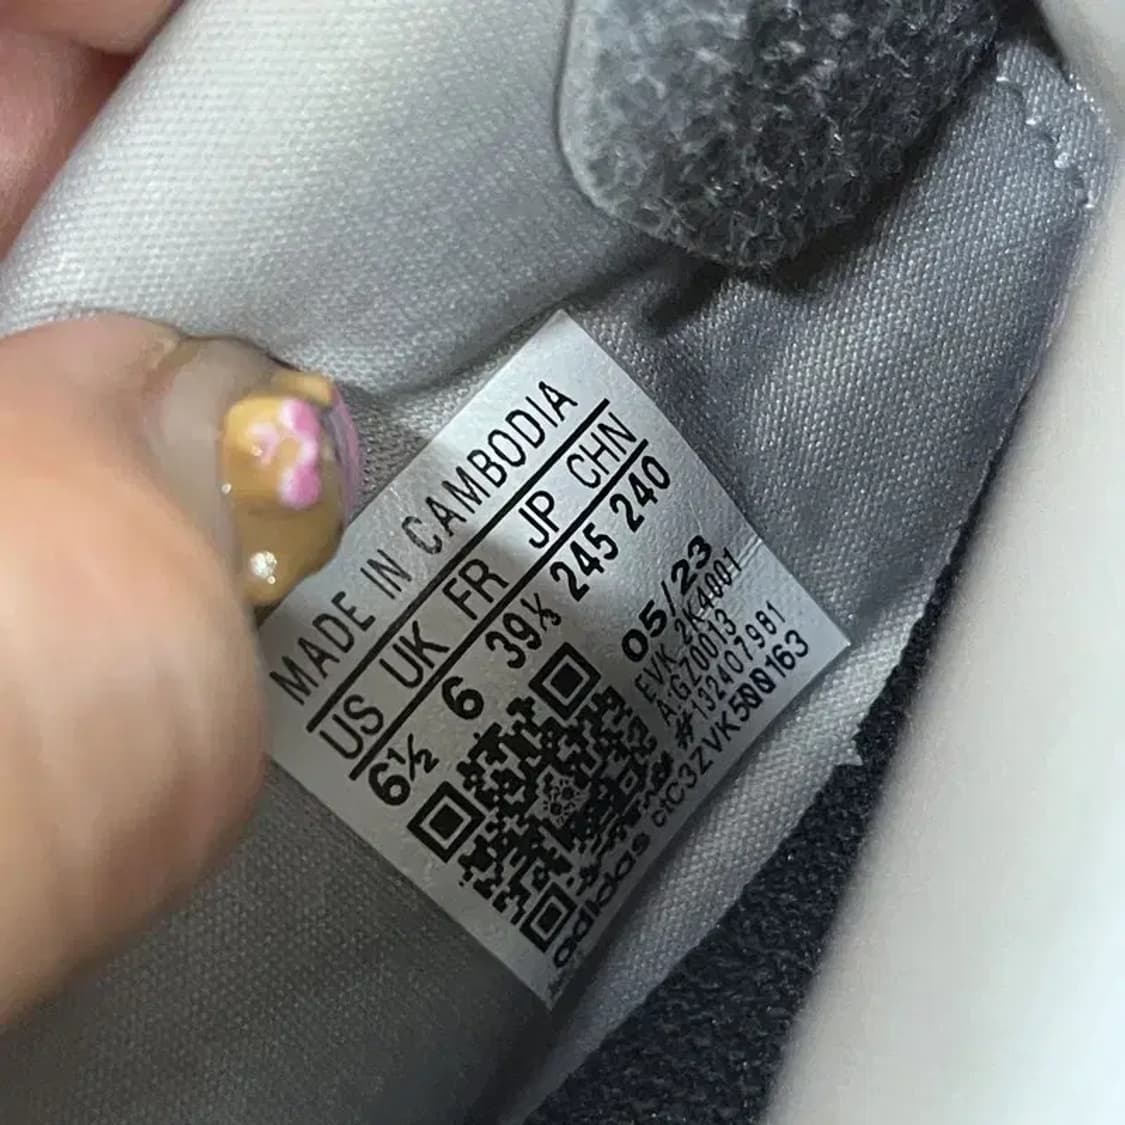 MADE IN CAMBODIA
US UK FR JP CHN
6½ 6 39⅓ 245 240
05/23
EVK 2K4001
#132407981
adidas ctC3ZVK500163